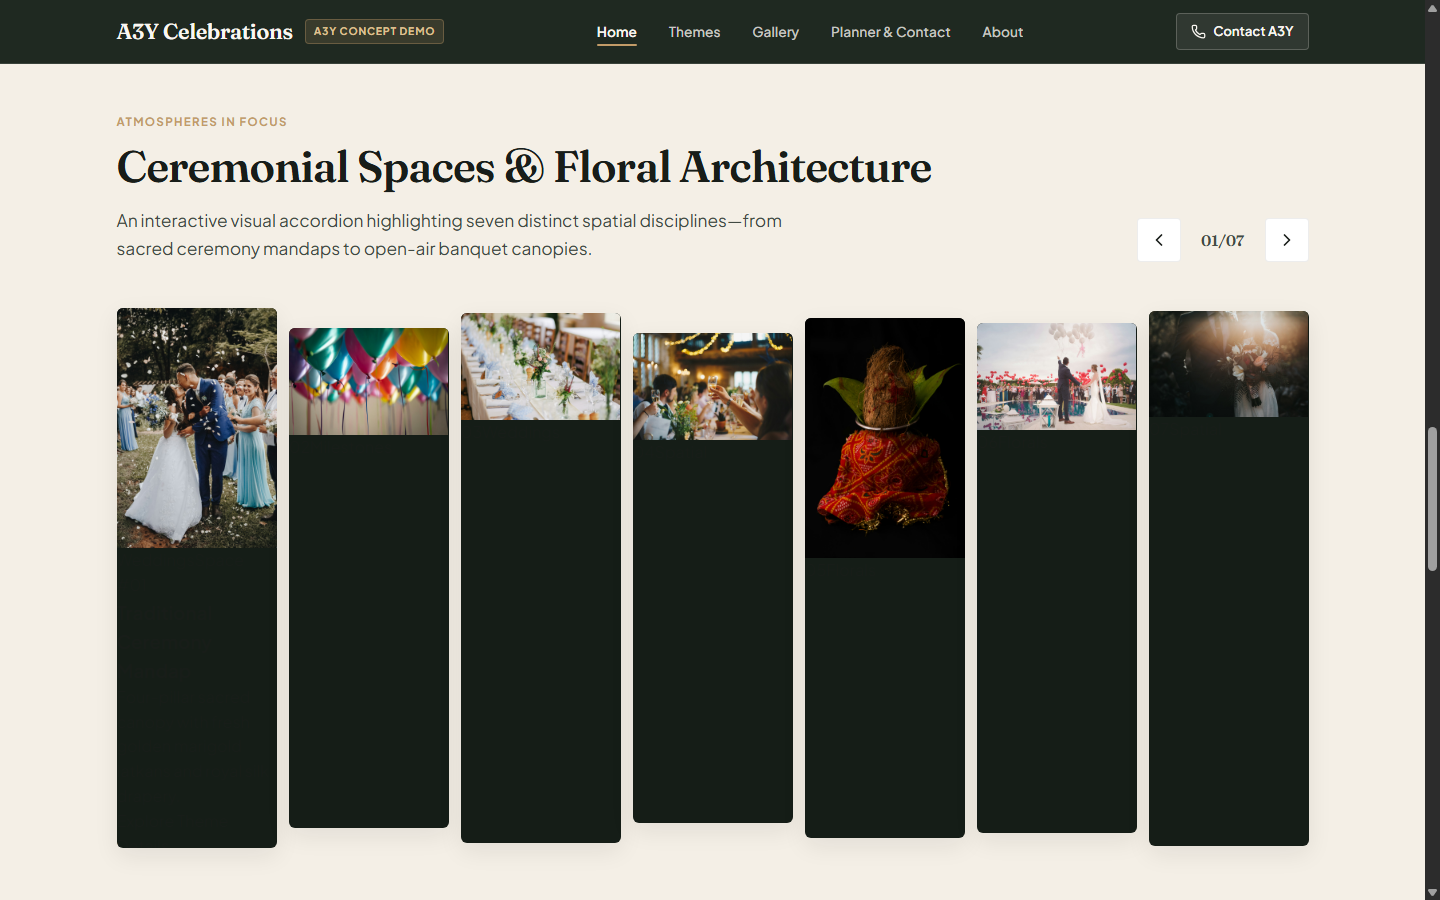 A3Y Celebrations
A3Y CONCEPT DEMO
Home
Themes
Gallery
Planner & Contact
About
Contact A3Y
ATMOSPHERES IN FOCUS
Ceremonial Spaces & Floral Architecture
An interactive visual accordion highlighting seven distinct spatial disciplines—from
sacred ceremony mandaps to open-air banquet canopies.
01/07